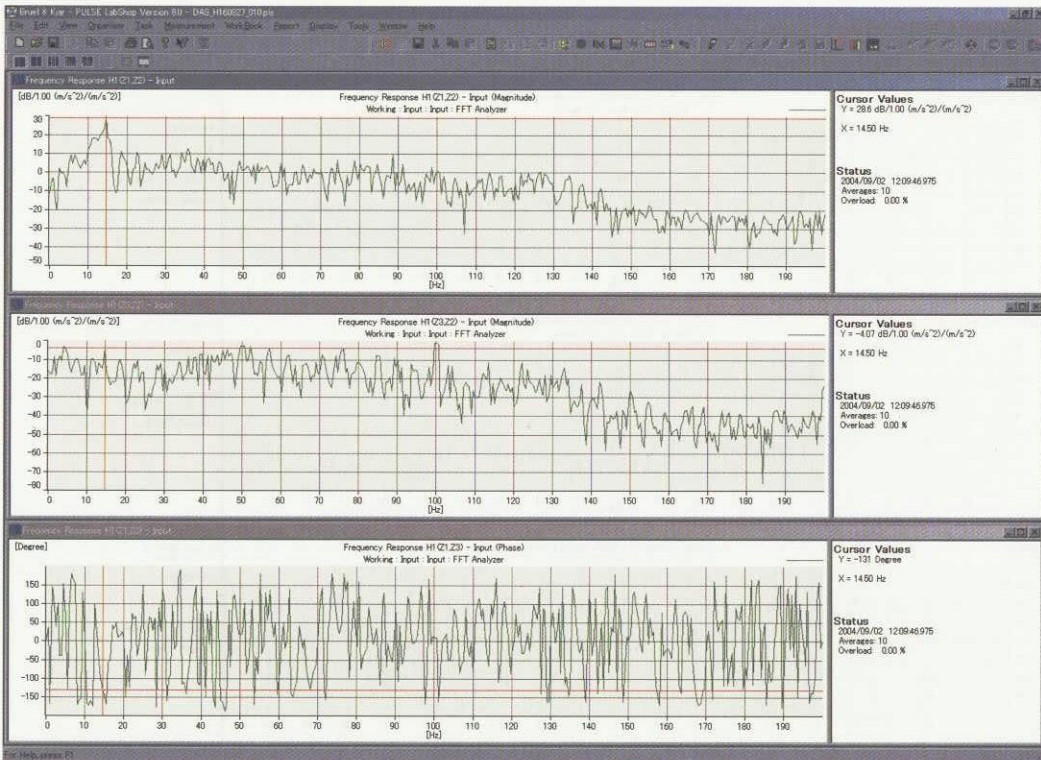 Bruel & Kjær - PULSE LabShop Version 8.0 - DAS_H160827_010.pls
File Edit View Organiser Task Measurement WorkBook Report Display Tools Window Help
Frequency Response H1(Z1,Z2) - Input
[dB/1.00 (m/s^2)/(m/s^2)]
Frequency Response H1(Z1,Z2) - Input (Magnitude)
Working : Input : Input : FFT Analyzer
30
20
10
0
-10
-20
-30
-40
-50
0 10 20 30 40 50 60 70 80 90 100 110 120 130 140 150 160 170 180 190
[Hz]
Cursor Values
Y = 28.6 dB/1.00 (m/s^2)/(m/s^2)
X = 14.50 Hz
Status
2004/09/02 12:09:46.975
Averages: 10
Overload: 0.00 %
[dB/1.00 (m/s^2)/(m/s^2)]
Frequency Response H1(Z3,Z2) - Input (Magnitude)
Working : Input : Input : FFT Analyzer
0
-10
-20
-30
-40
-50
-60
-70
-80
0 10 20 30 40 50 60 70 80 90 100 110 120 130 140 150 160 170 180 190
[Hz]
Cursor Values
Y = -4.07 dB/1.00 (m/s^2)/(m/s^2)
X = 14.50 Hz
Status
2004/09/02 12:09:46.975
Averages: 10
Overload: 0.00 %
Frequency Response H1(Z1,Z3) - Input
[Degree]
Frequency Response H1(Z1,Z3) - Input (Phase)
Working : Input : Input : FFT Analyzer
150
100
50
0
-50
-100
-150
0 10 20 30 40 50 60 70 80 90 100 110 120 130 140 150 160 170 180 190
[Hz]
Cursor Values
Y = -131 Degree
X = 14.50 Hz
Status
2004/09/02 12:09:46.975
Averages: 10
Overload: 0.00 %
For Help, press F1